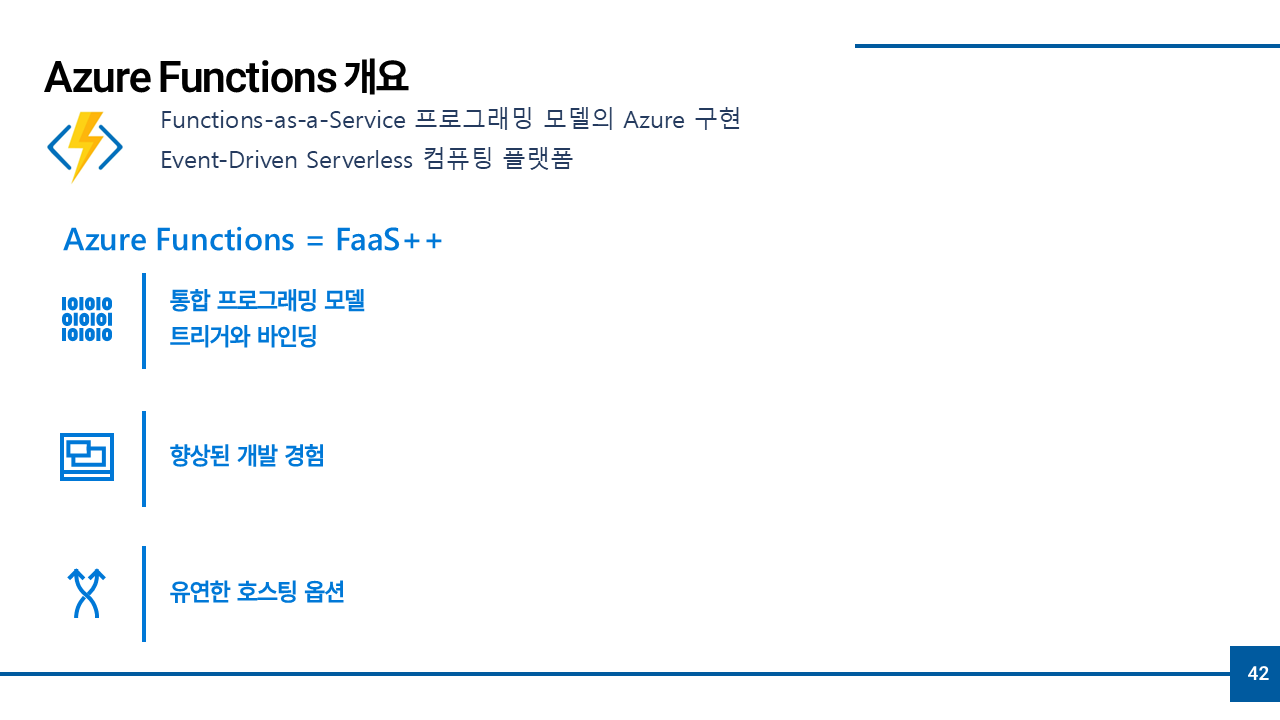 Azure Functions 개요
Functions-as-a-Service 프로그래밍 모델의 Azure 구현
Event-Driven Serverless 컴퓨팅 플랫폼
Azure Functions = FaaS++
101010
010101
101010
통합 프로그래밍 모델
트리거와 바인딩
향상된 개발 경험
유연한 호스팅 옵션
42